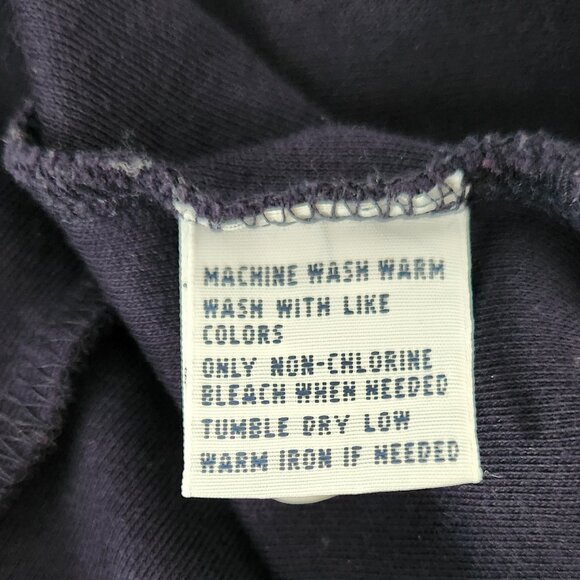 MACHINE WASH WARM
WASH WITH LIKE
COLORS
ONLY NON-CHLORINE
BLEACH WHEN NEEDED
TUMBLE DRY LOW
WARM IRON IF NEEDED